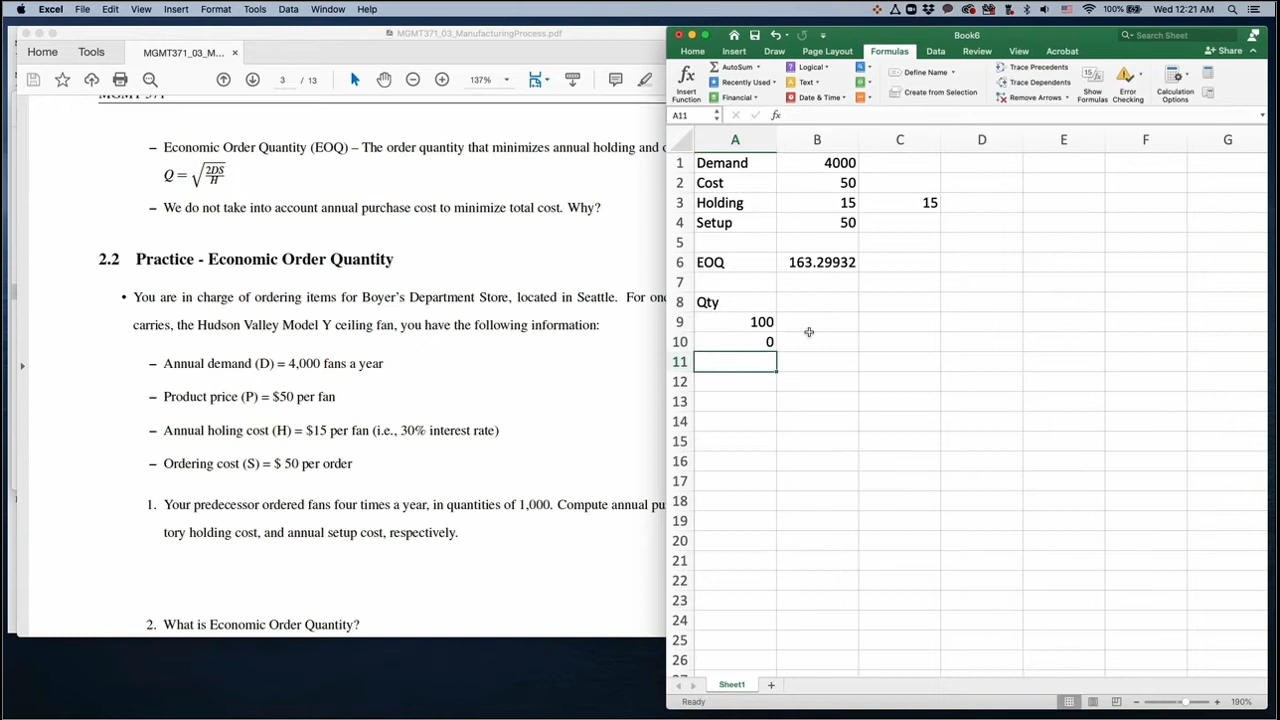 Excel File Edit View Insert Format Tools Data Window Help
100% Wed 12:21 AM
MGMT371_03_ManufacturingProcess.pdf
Home Tools MGMT371_03_M... ×
3 / 13 137%
MGMT 371
– Economic Order Quantity (EOQ) – The order quantity that minimizes annual holding and o
Q = √2DS/H
– We do not take into account annual purchase cost to minimize total cost. Why?
2.2 Practice - Economic Order Quantity
• You are in charge of ordering items for Boyer's Department Store, located in Seattle. For one
carries, the Hudson Valley Model Y ceiling fan, you have the following information:
– Annual demand (D) = 4,000 fans a year
– Product price (P) = $50 per fan
– Annual holing cost (H) = $15 per fan (i.e., 30% interest rate)
– Ordering cost (S) = $ 50 per order
1. Your predecessor ordered fans four times a year, in quantities of 1,000. Compute annual pu
tory holding cost, and annual setup cost, respectively.
2. What is Economic Order Quantity?
Book6
Search Sheet
Home Insert Draw Page Layout Formulas Data Review View Acrobat Share
Insert Function
AutoSum
Recently Used
Financial
Logical
Text
Date & Time
Define Name
Create from Selection
Trace Precedents
Trace Dependents
Remove Arrows
Show Formulas
Error Checking
Calculation Options
A11 fx
A B C D E F G
1 Demand 4000
2 Cost 50
3 Holding 15 15
4 Setup 50
5
6 EOQ 163.29932
7
8 Qty
9 100
10 0
11
12
13
14
15
16
17
18
19
20
21
22
23
24
25
26
Sheet1 +
Ready
190%